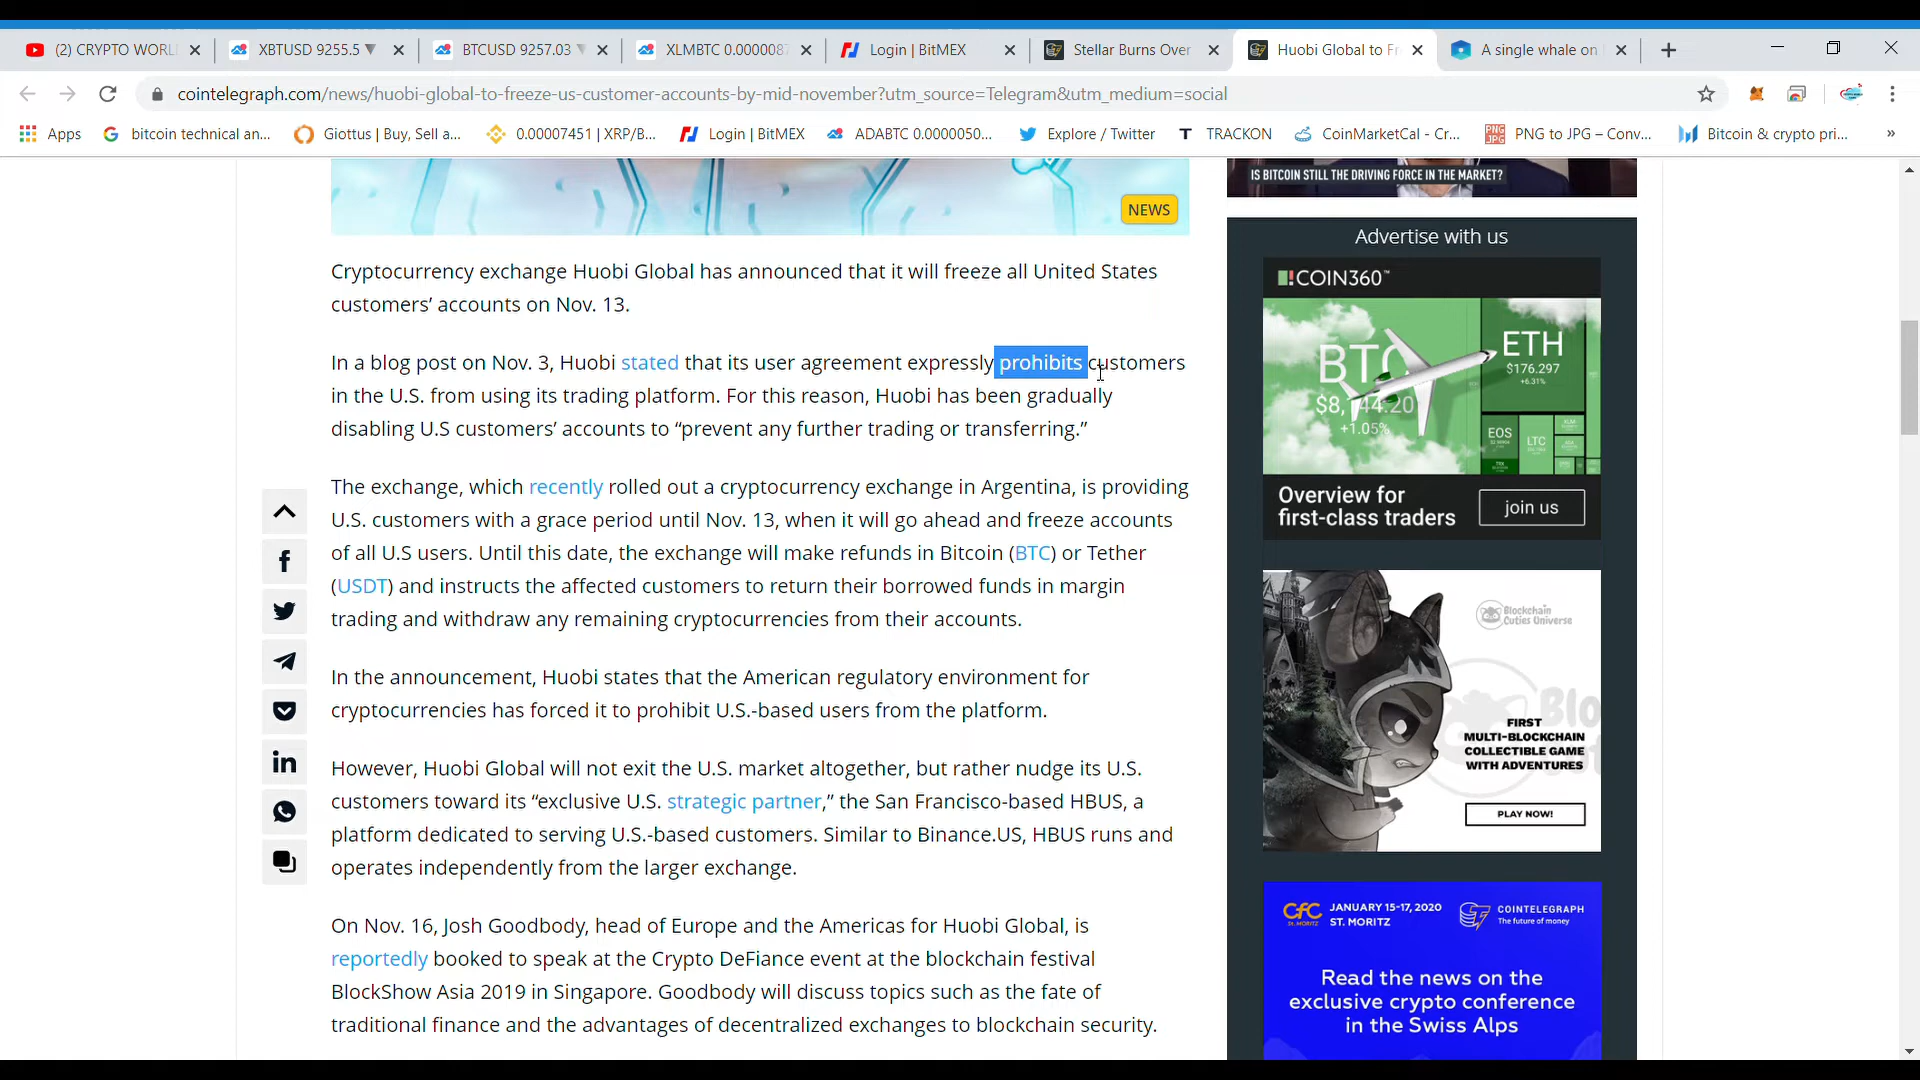 (2) CRYPTO WORL
XBTUSD 9255.5 ▼
BTCUSD 9257.03 ▼
XLMBTC 0.0000087
Login | BitMEX
Stellar Burns Over
Huobi Global to Fr
A single whale on
cointelegraph.com/news/huobi-global-to-freeze-us-customer-accounts-by-mid-november?utm_source=Telegram&utm_medium=social
Apps
bitcoin technical an...
Giottus | Buy, Sell a...
0.00007451 | XRP/B...
Login | BitMEX
ADABTC 0.0000050...
Explore / Twitter
TRACKON
CoinMarketCal - Cr...
PNG to JPG – Conv...
Bitcoin & crypto pri...
»
NEWS
Cryptocurrency exchange Huobi Global has announced that it will freeze all United States
customers’ accounts on Nov. 13.
In a blog post on Nov. 3, Huobi stated that its user agreement expressly prohibits customers
in the U.S. from using its trading platform. For this reason, Huobi has been gradually
disabling U.S customers’ accounts to “prevent any further trading or transferring.”
The exchange, which recently rolled out a cryptocurrency exchange in Argentina, is providing
U.S. customers with a grace period until Nov. 13, when it will go ahead and freeze accounts
of all U.S users. Until this date, the exchange will make refunds in Bitcoin (BTC) or Tether
(USDT) and instructs the affected customers to return their borrowed funds in margin
trading and withdraw any remaining cryptocurrencies from their accounts.
In the announcement, Huobi states that the American regulatory environment for
cryptocurrencies has forced it to prohibit U.S.-based users from the platform.
However, Huobi Global will not exit the U.S. market altogether, but rather nudge its U.S.
customers toward its “exclusive U.S. strategic partner,” the San Francisco-based HBUS, a
platform dedicated to serving U.S.-based customers. Similar to Binance.US, HBUS runs and
operates independently from the larger exchange.
On Nov. 16, Josh Goodbody, head of Europe and the Americas for Huobi Global, is
reportedly booked to speak at the Crypto DeFiance event at the blockchain festival
BlockShow Asia 2019 in Singapore. Goodbody will discuss topics such as the fate of
traditional finance and the advantages of decentralized exchanges to blockchain security.
IS BITCOIN STILL THE DRIVING FORCE IN THE MARKET?
Advertise with us
COIN360™
BTC
+1.05%
ETH
$176.297
+6.31%
EOS
LTC
Overview for
first-class traders
join us
Blockchain
Cuties Universe
FIRST
MULTI-BLOCKCHAIN
COLLECTIBLE GAME
WITH ADVENTURES
PLAY NOW!
CFC
ST. MORITZ
JANUARY 15-17, 2020
ST. MORITZ
COINTELEGRAPH
The future of money
Read the news on the
exclusive crypto conference
in the Swiss Alps